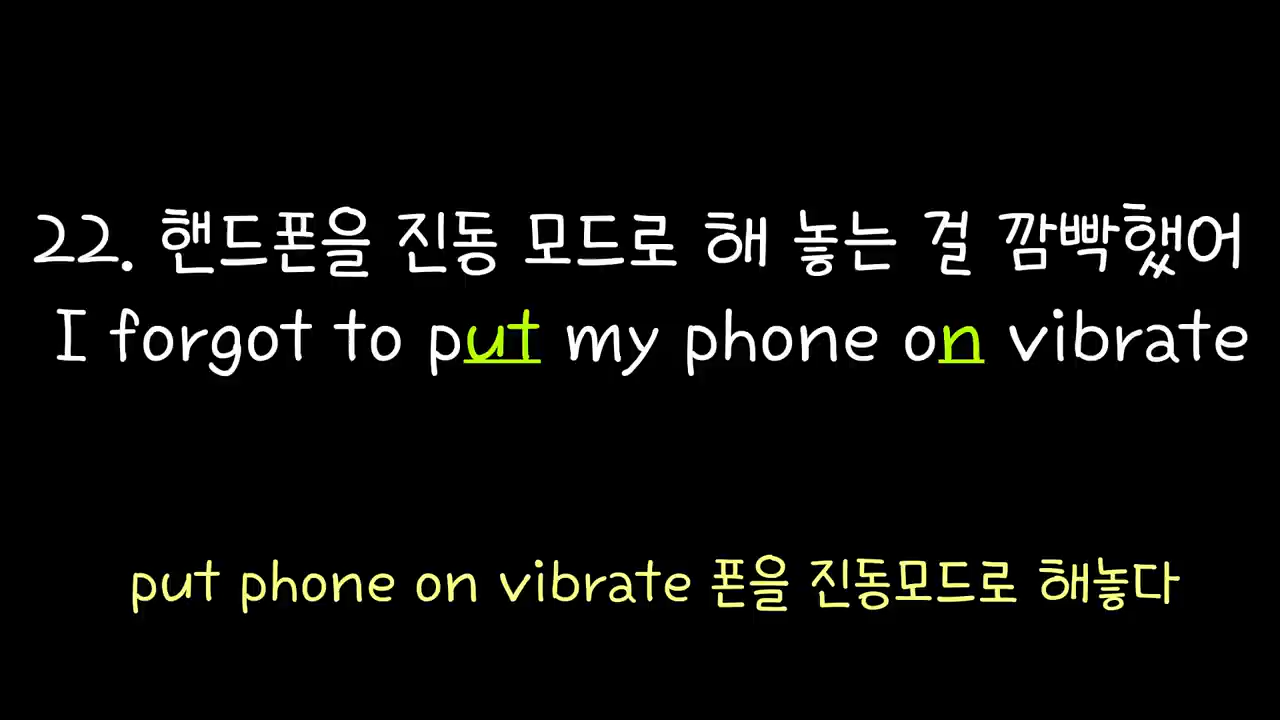 22. 핸드폰을 진동 모드로 해 놓는 걸 깜빡했어
I forgot to put my phone on vibrate
put phone on vibrate 폰을 진동모드로 해놓다